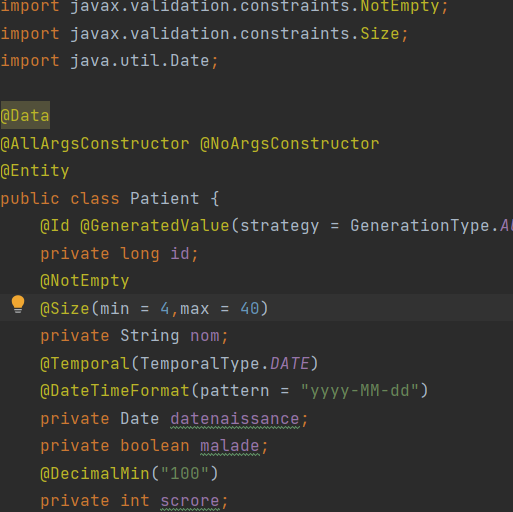 import javax.validation.constraints.NotEmpty;
import javax.validation.constraints.Size;
import java.util.Date;
@Data
@AllArgsConstructor @NoArgsConstructor
@Entity
public class Patient {
@Id @GeneratedValue(strategy = GenerationType.
private long id;
@NotEmpty
@Size(min = 4,max = 40)
private String nom;
@Temporal(TemporalType.DATE)
@DateTimeFormat(pattern = "yyyy-MM-dd")
private Date datenaissance;
private boolean malade;
@DecimalMin("100")
private int scrore;